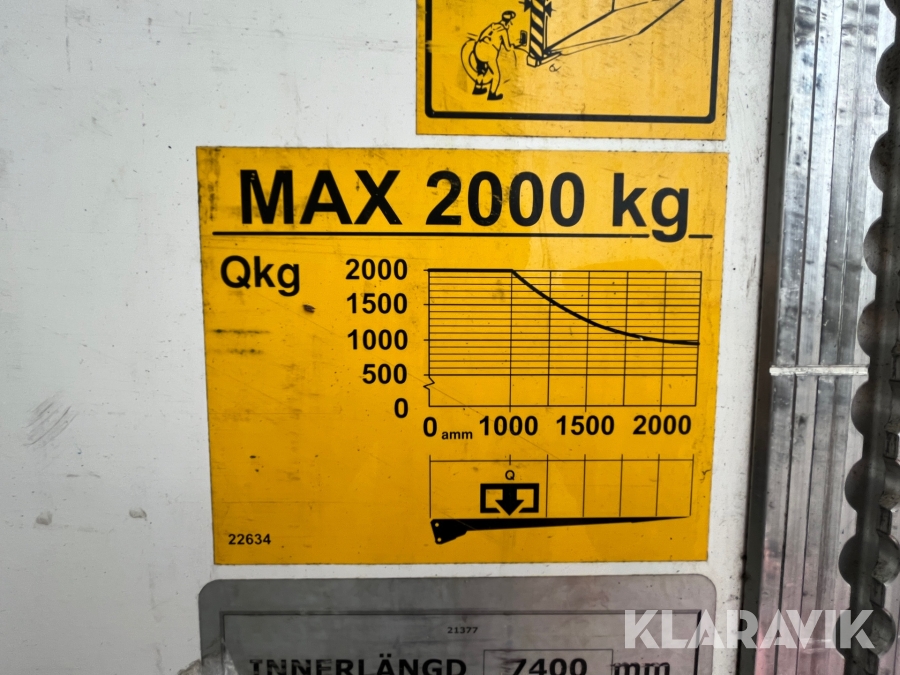 Q
MAX 2000 kg
Qkg
2000
1500
1000
500
0
0 amm 1000 1500 2000
Q
22634
21377
INNERLÄNGD 7400 mm
KLARAVIK